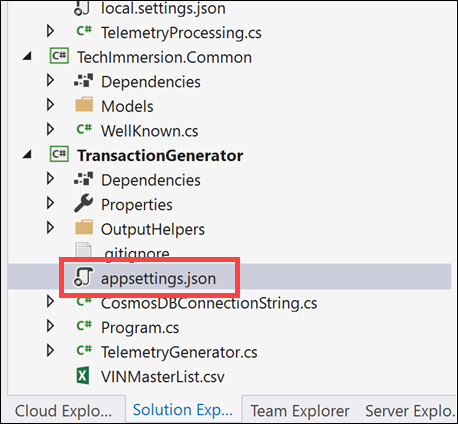 local.settings.json
C# TelemetryProcessing.cs
C# TechImmersion.Common
Dependencies
Models
C# WellKnown.cs
C# TransactionGenerator
Dependencies
Properties
OutputHelpers
.gitignore
appsettings.json
C# CosmosDBConnectionString.cs
C# Program.cs
C# TelemetryGenerator.cs
VINMasterList.csv
Cloud Explo... Solution Exp... Team Explorer Server Explo...